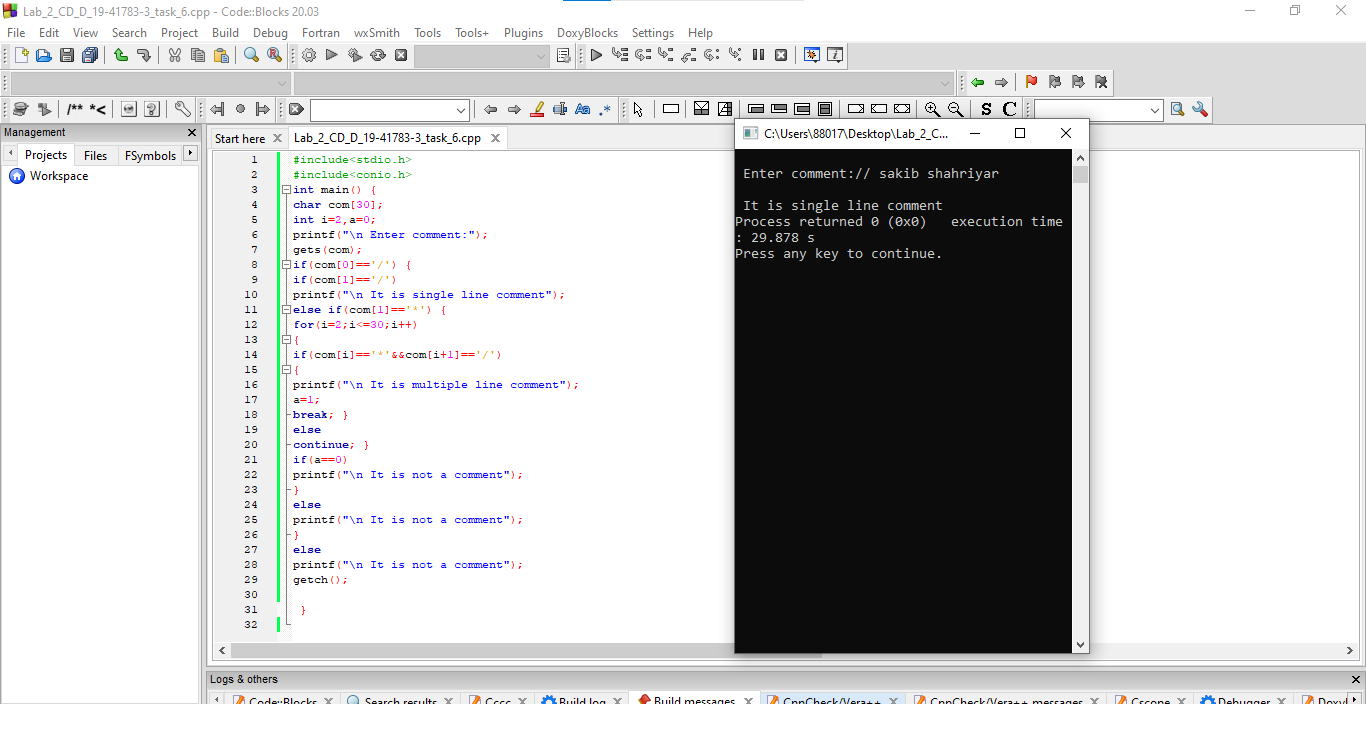 Lab_2_CD_D_19-41783-3_task_6.cpp - Code::Blocks 20.03
File Edit View Search Project Build Debug Fortran wxSmith Tools Tools+ Plugins DoxyBlocks Settings Help
/** *<
Aa .*
S C
Management
Projects Files FSymbols
Workspace
Start here Lab_2_CD_D_19-41783-3_task_6.cpp
1 #include<stdio.h>
2 #include<conio.h>
3 int main() {
4 char com[30];
5 int i=2,a=0;
6 printf("\n Enter comment:");
7 gets(com);
8 if(com[0]=='/') {
9 if(com[1]=='/')
10 printf("\n It is single line comment");
11 else if(com[1]=='*') {
12 for(i=2;i<=30;i++)
13 {
14 if(com[i]=='*'&&com[i+1]=='/')
15 {
16 printf("\n It is multiple line comment");
17 a=1;
18 break; }
19 else
20 continue; }
21 if(a==0)
22 printf("\n It is not a comment");
23 }
24 else
25 printf("\n It is not a comment");
26 }
27 else
28 printf("\n It is not a comment");
29 getch();
30
31 }
32
C:\Users\88017\Desktop\Lab_2_C...
Enter comment:// sakib shahriyar
It is single line comment
Process returned 0 (0x0) execution time
: 29.878 s
Press any key to continue.
Logs & others
Code::Blocks Search results Cccc Build log Build messages CppCheck/Vera++ CppCheck/Vera++ messages Cscope Debugger DoxyI